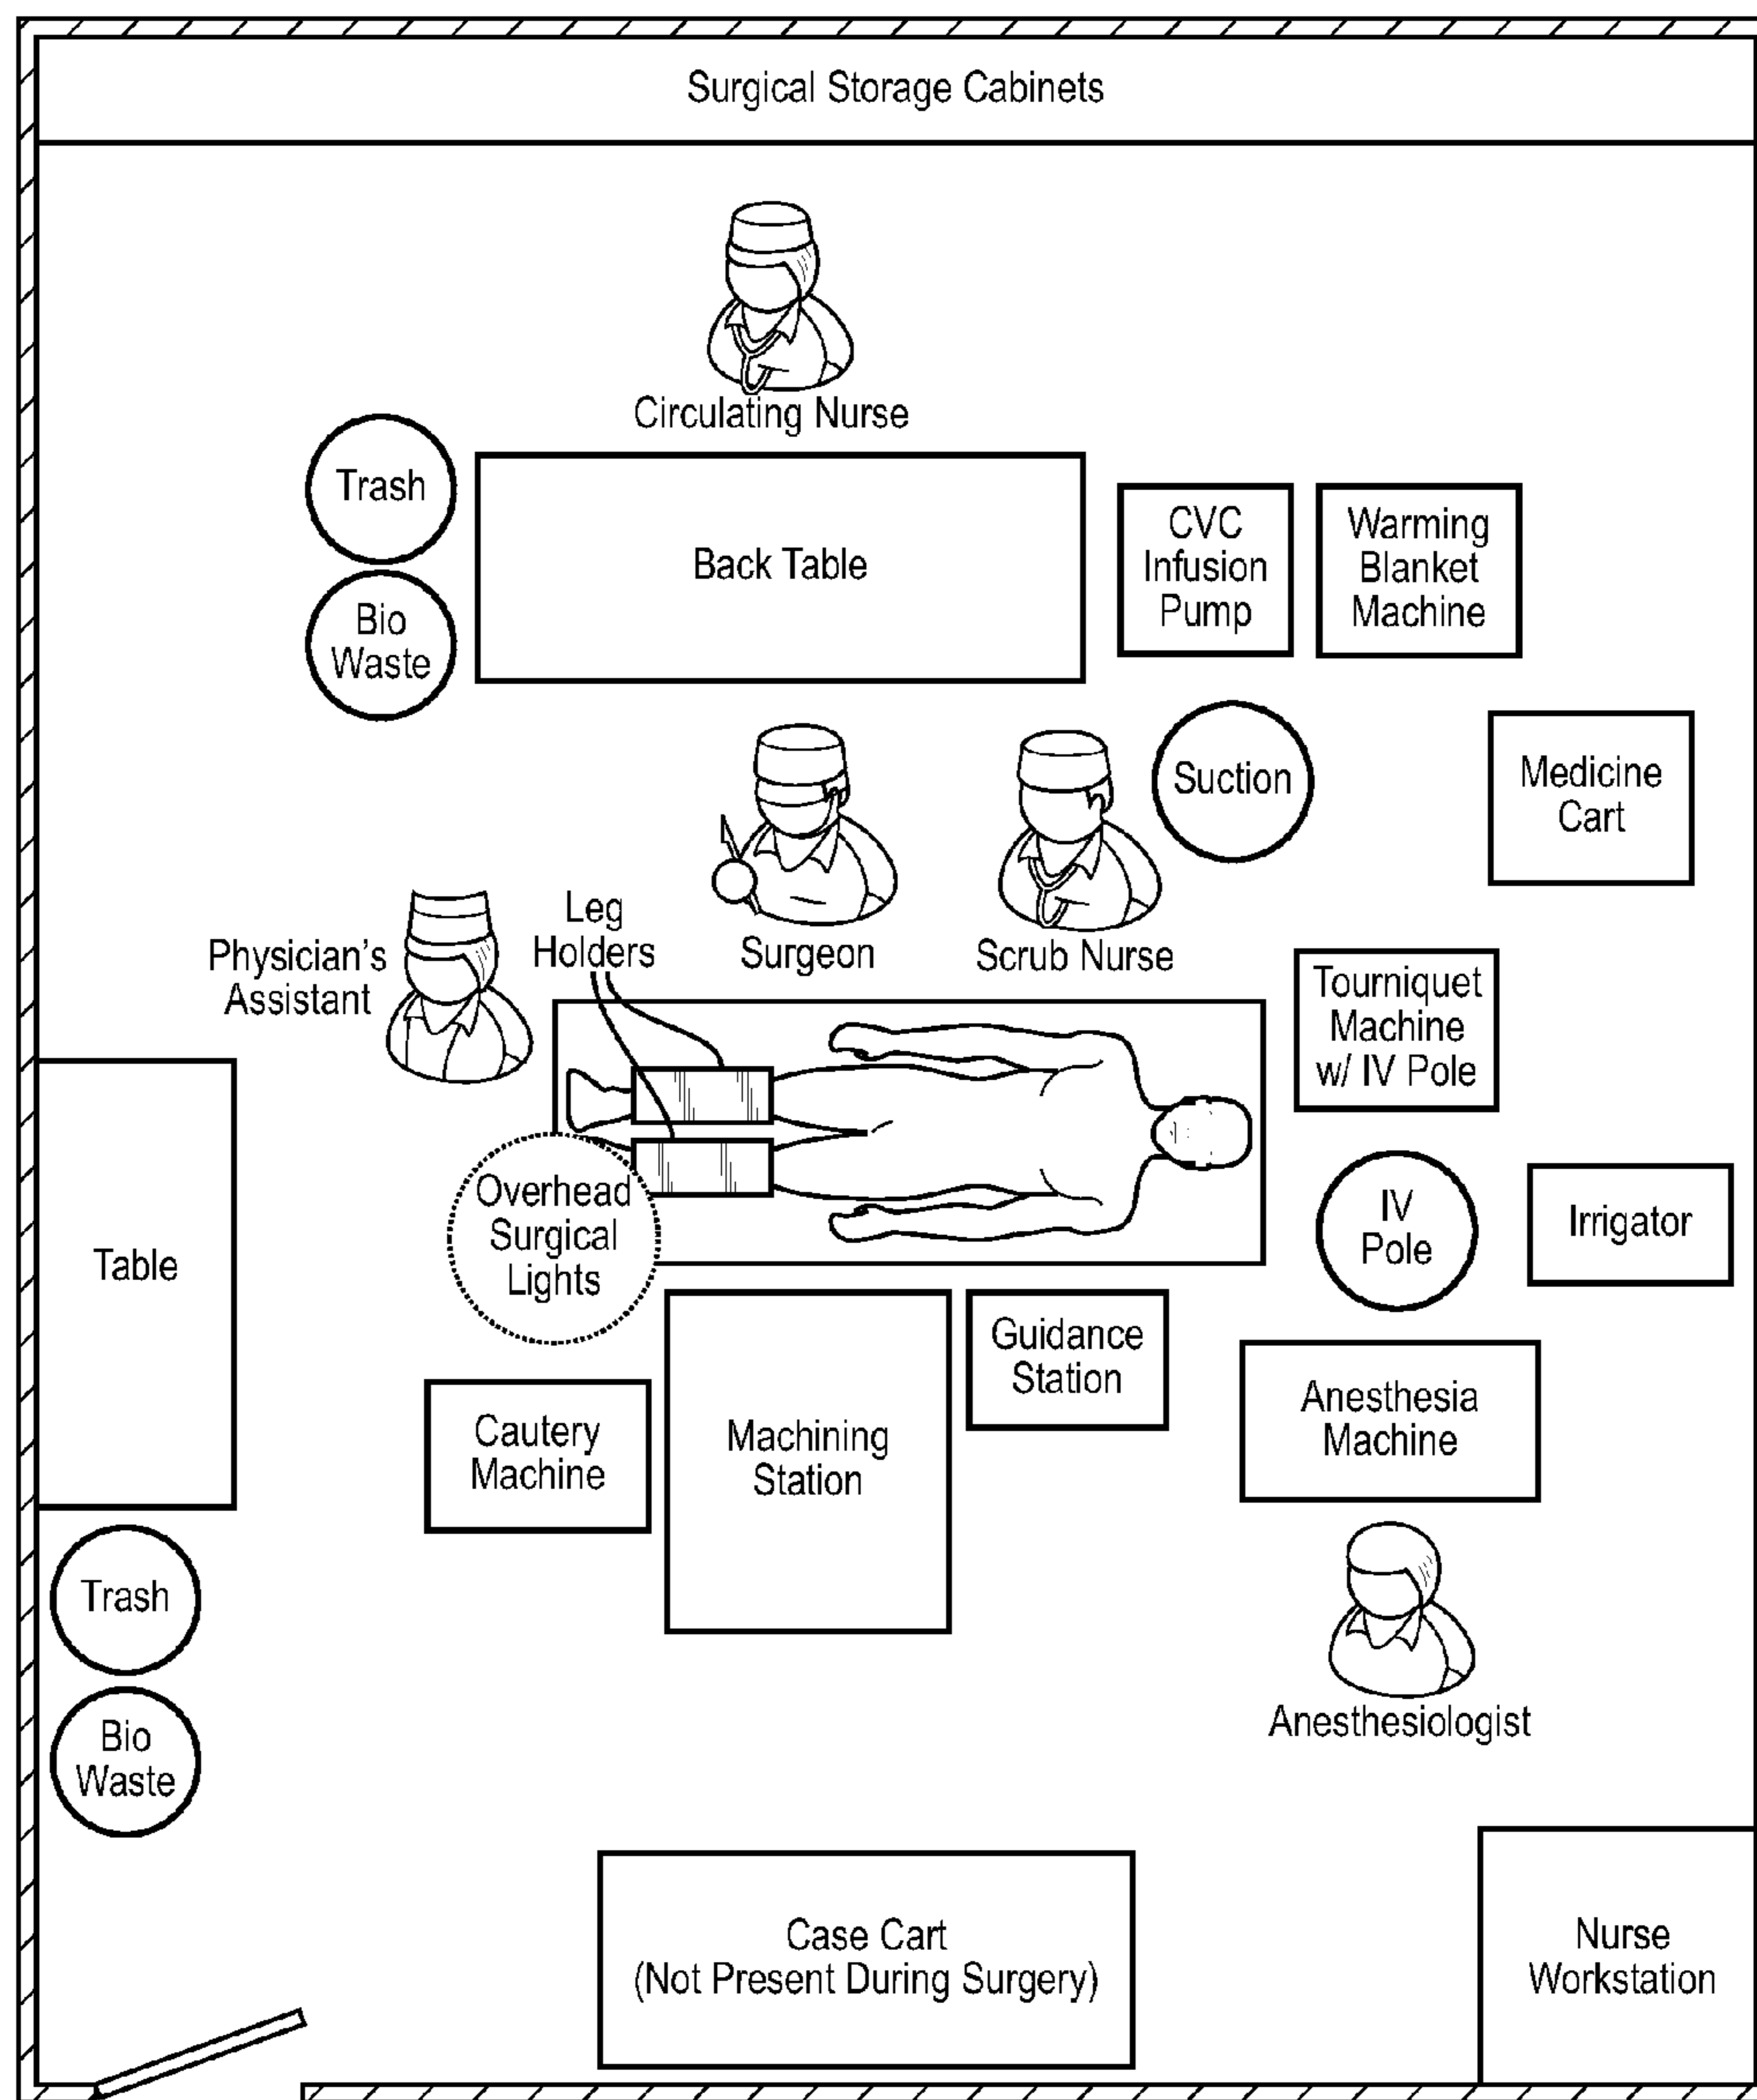 Surgical Storage Cabinets
Circulating Nurse
Trash
Bio
Waste
Back Table
CVC
Infusion
Pump
Warming
Blanket
Machine
Suction
Medicine
Cart
Physician's
Assistant
Leg
Holders
Surgeon
Scrub Nurse
Tourniquet
Machine
w/ IV Pole
Table
Overhead
Surgical
Lights
IV
Pole
Irrigator
Guidance
Station
Cautery
Machine
Machining
Station
Anesthesia
Machine
Trash
Bio
Waste
Anesthesiologist
Case Cart
(Not Present During Surgery)
Nurse
Workstation